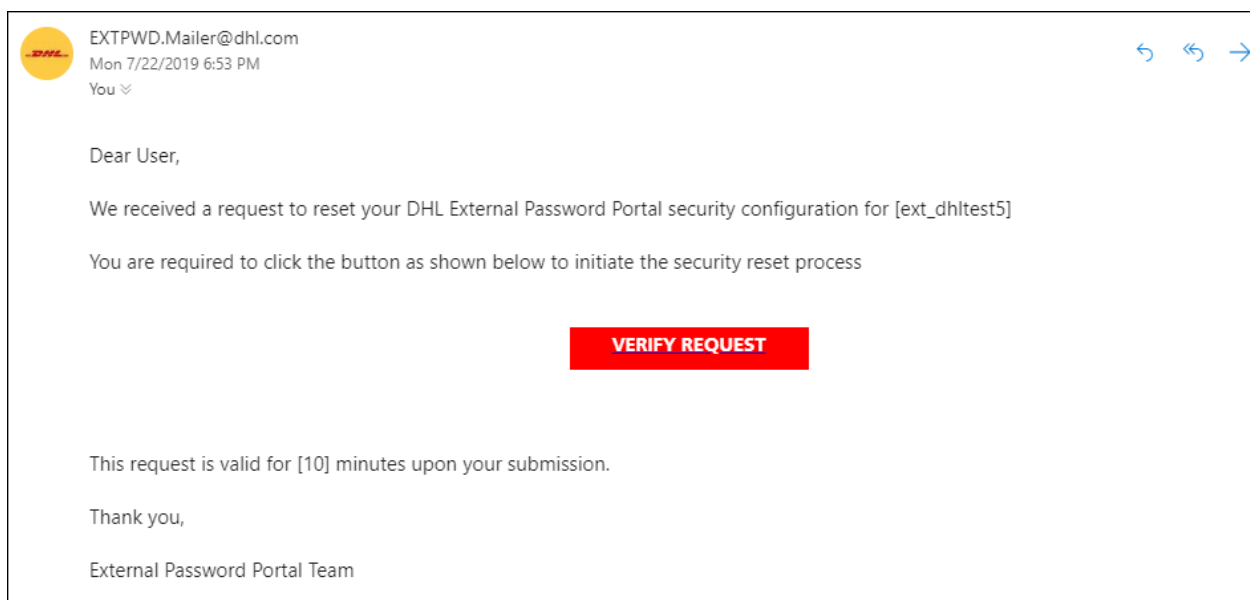 DHL
EXTPWD.Mailer@dhl.com
Mon 7/22/2019 6:53 PM
You
Dear User,
We received a request to reset your DHL External Password Portal security configuration for [ext_dhltest5]
You are required to click the button as shown below to initiate the security reset process
VERIFY REQUEST
This request is valid for [10] minutes upon your submission.
Thank you,
External Password Portal Team